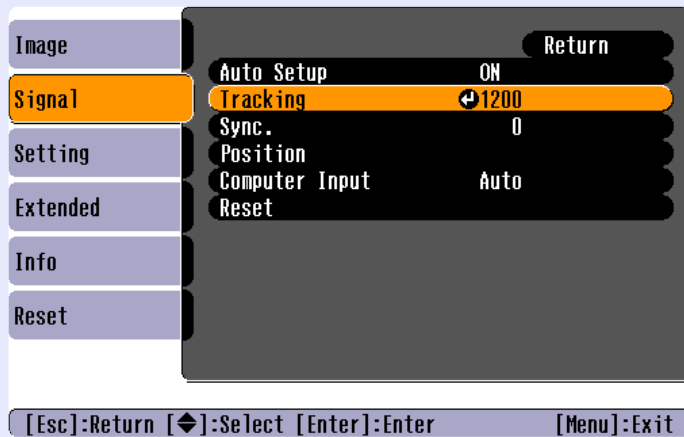 Image
Signal
Setting
Extended
Info
Reset
Return
Auto Setup ON
Tracking 1200
Sync. 0
Position
Computer Input Auto
Reset
[Esc]:Return [◆]:Select [Enter]:Enter [Menu]:Exit